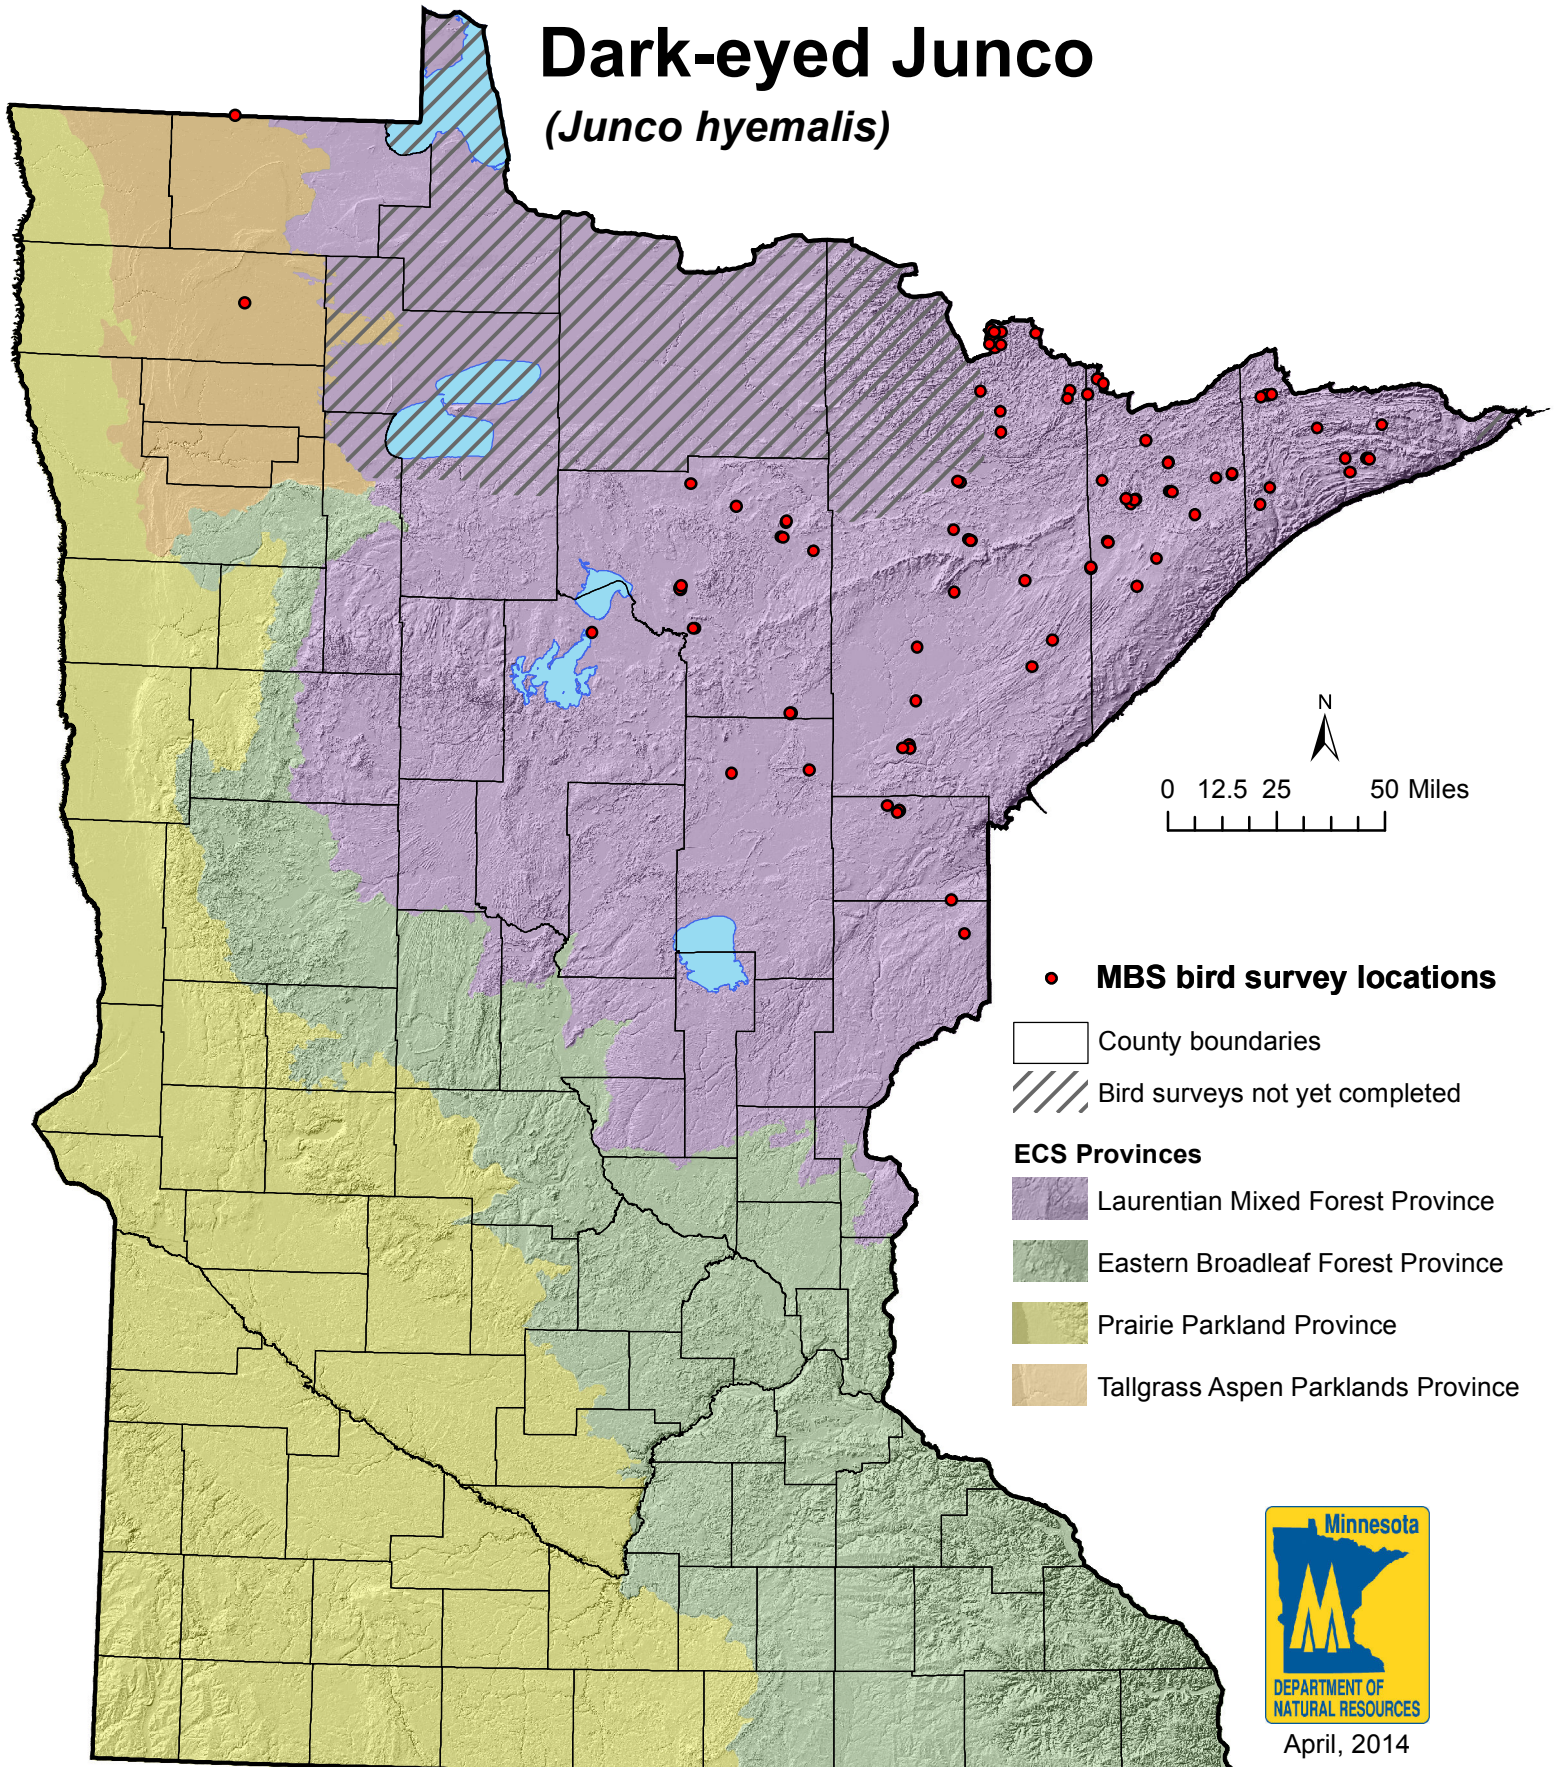 Dark-eyed Junco
(Junco hyemalis)
N
0 12.5 25 50 Miles
MBS bird survey locations
County boundaries
Bird surveys not yet completed
ECS Provinces
Laurentian Mixed Forest Province
Eastern Broadleaf Forest Province
Prairie Parkland Province
Tallgrass Aspen Parklands Province
Minnesota
DEPARTMENT OF
NATURAL RESOURCES
April, 2014